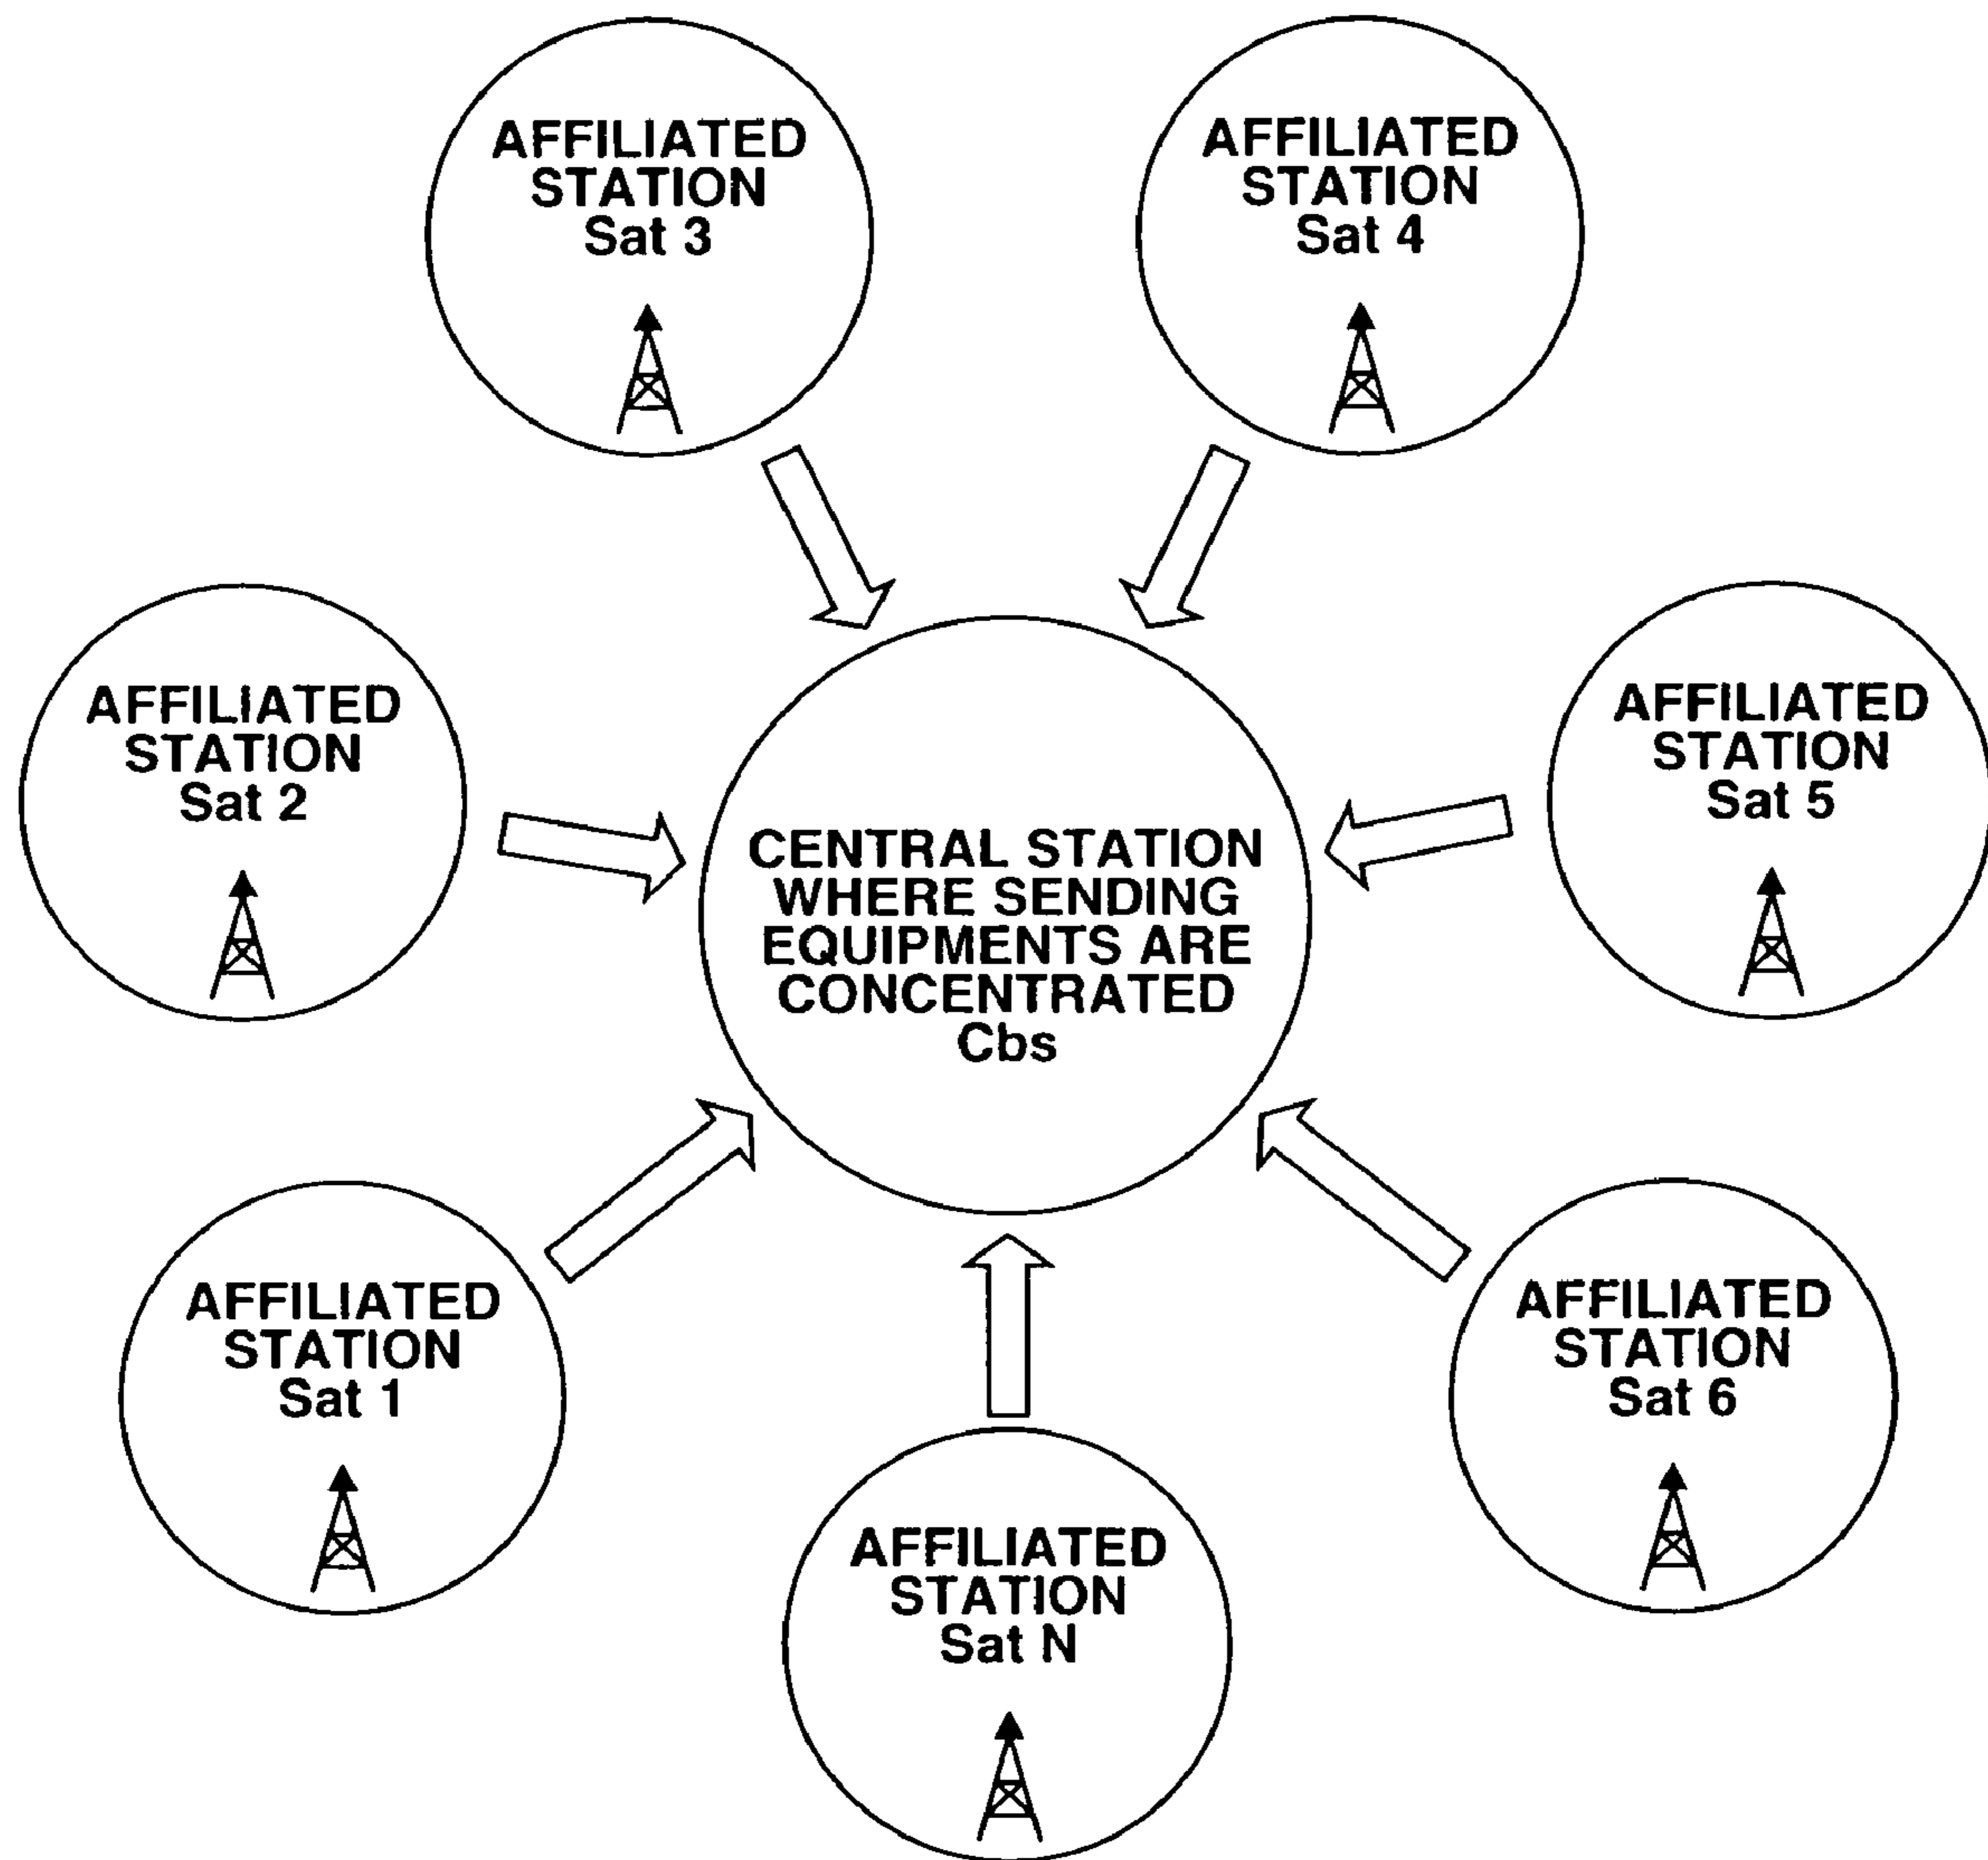 AFFILIATED
STATION
Sat 3
AFFILIATED
STATION
Sat 4
AFFILIATED
STATION
Sat 2
AFFILIATED
STATION
Sat 5
CENTRAL STATION
WHERE SENDING
EQUIPMENTS ARE
CONCENTRATED
Cbs
AFFILIATED
STATION
Sat 1
AFFILIATED
STATION
Sat 6
AFFILIATED
STATION
Sat N